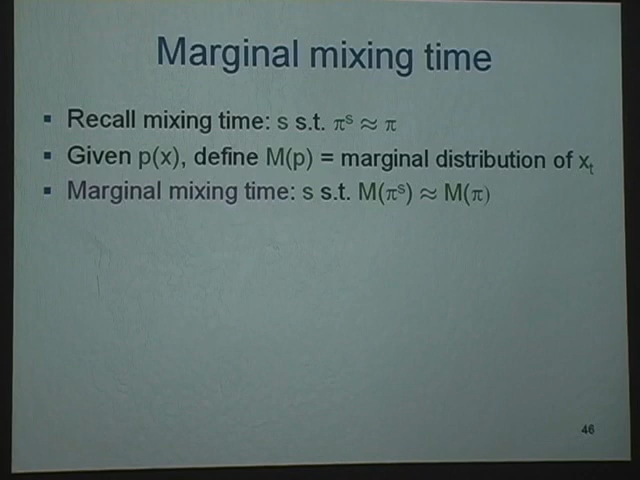 Marginal mixing time
▪ Recall mixing time: s s.t. πˢ ≈ π
▪ Given p(x), define M(p) = marginal distribution of xₜ
▪ Marginal mixing time: s s.t. M(πˢ) ≈ M(π)
46